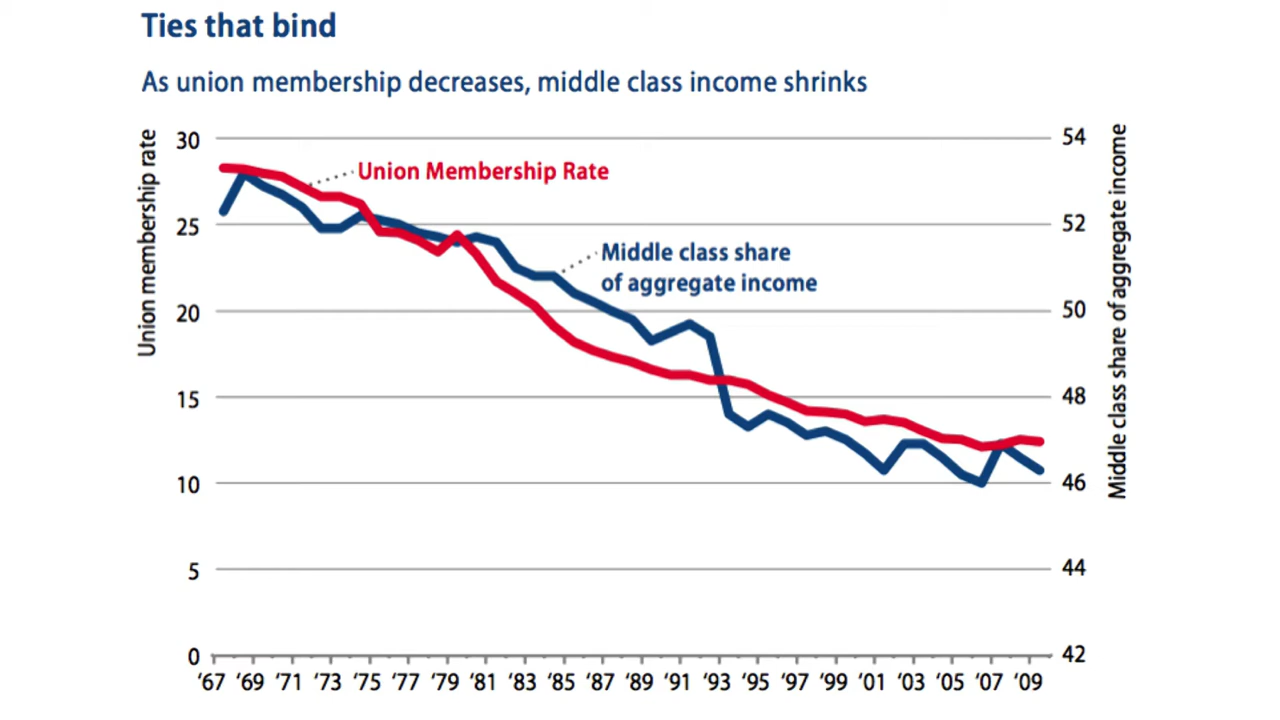 Ties that bind
As union membership decreases, middle class income shrinks
Union membership rate
30
25
20
15
10
5
0
Union Membership Rate
Middle class share
of aggregate income
54
52
50
48
46
44
42
Middle class share of aggregate income
‘67 ‘69 ‘71 ‘73 ‘75 ‘77 ‘79 ‘81 ‘83 ‘85 ‘87 ‘89 ‘91 ‘93 ‘95 ‘97 ‘99 ‘01 ‘03 ‘05 ‘07 ‘09